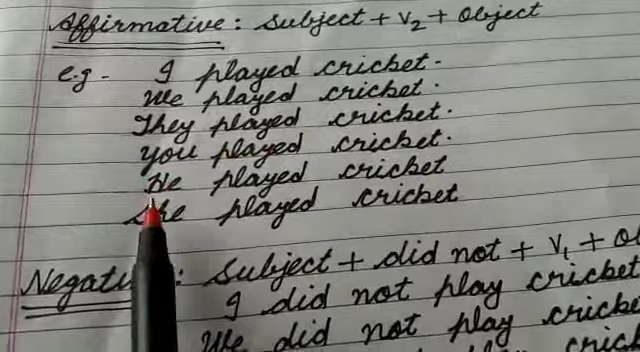 Affirmative : Subject + V₂ + Object
e.g - I played cricket.
We played cricket.
They played cricket.
You played cricket.
He played cricket
She played cricket
: Subject + did not + V₁ +
I did not play cricket
We did not play